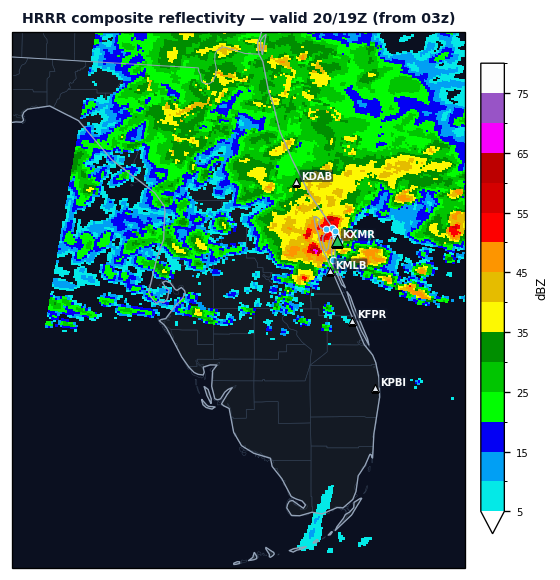 HRRR composite reflectivity — valid 20/19Z (from 03z)
75
65
55
45
35
25
15
5
dBZ
KDAB
KXMR
KMLB
KFPR
KPBI